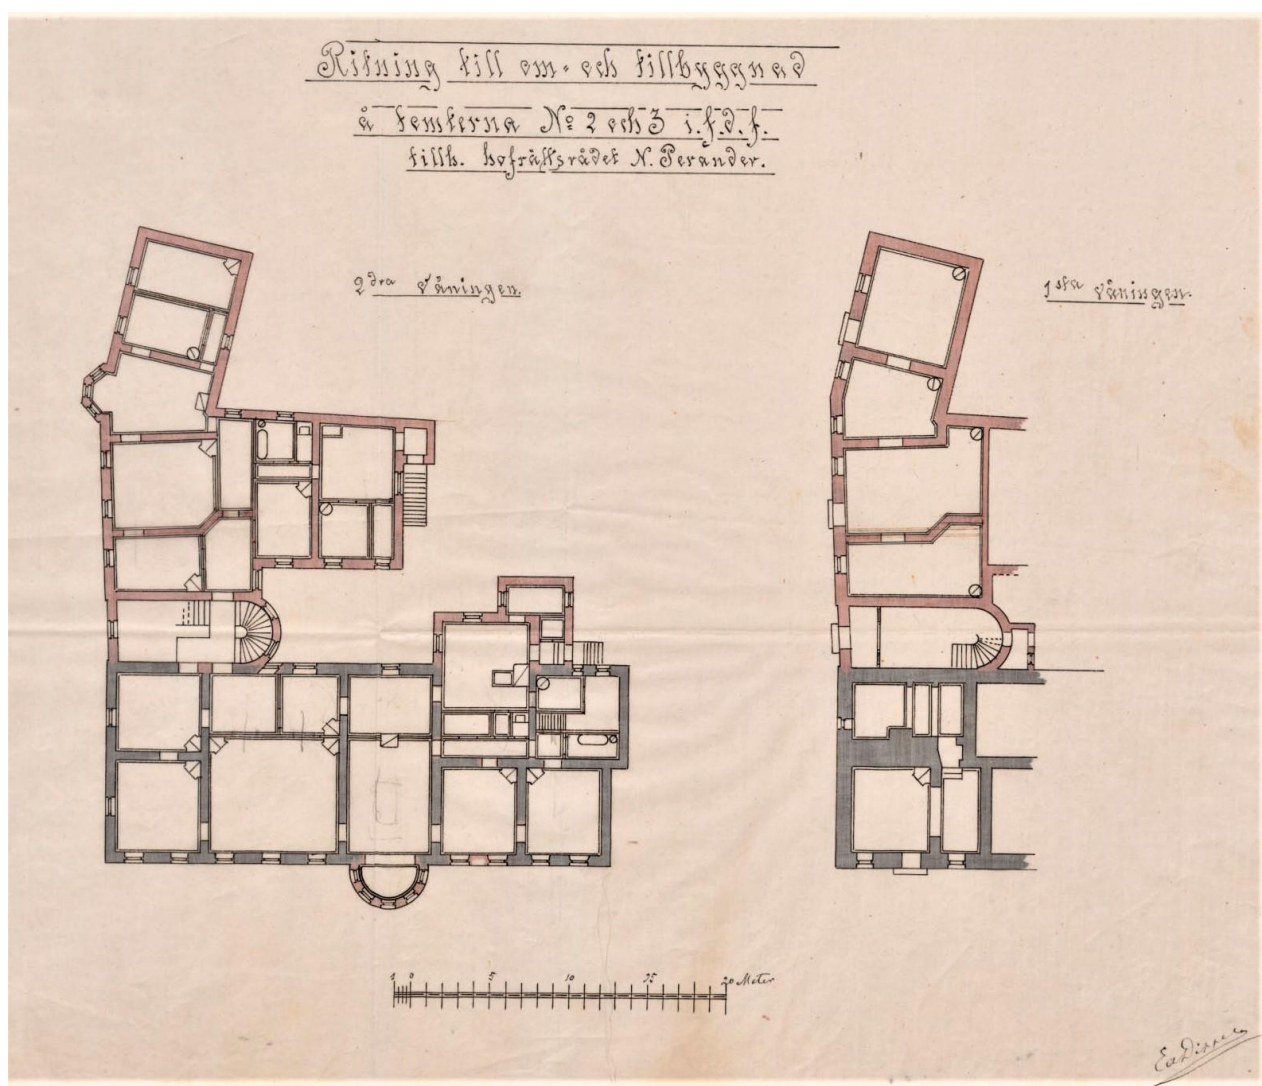 Ritning till om- och tillbyggnad
å tomterna No 2 och 3 i. f. d. f.
tillh. hofrättsrådet N. Perander.
2dra våningen.
1sta våningen.
1 0 5 10 15 20 Meter